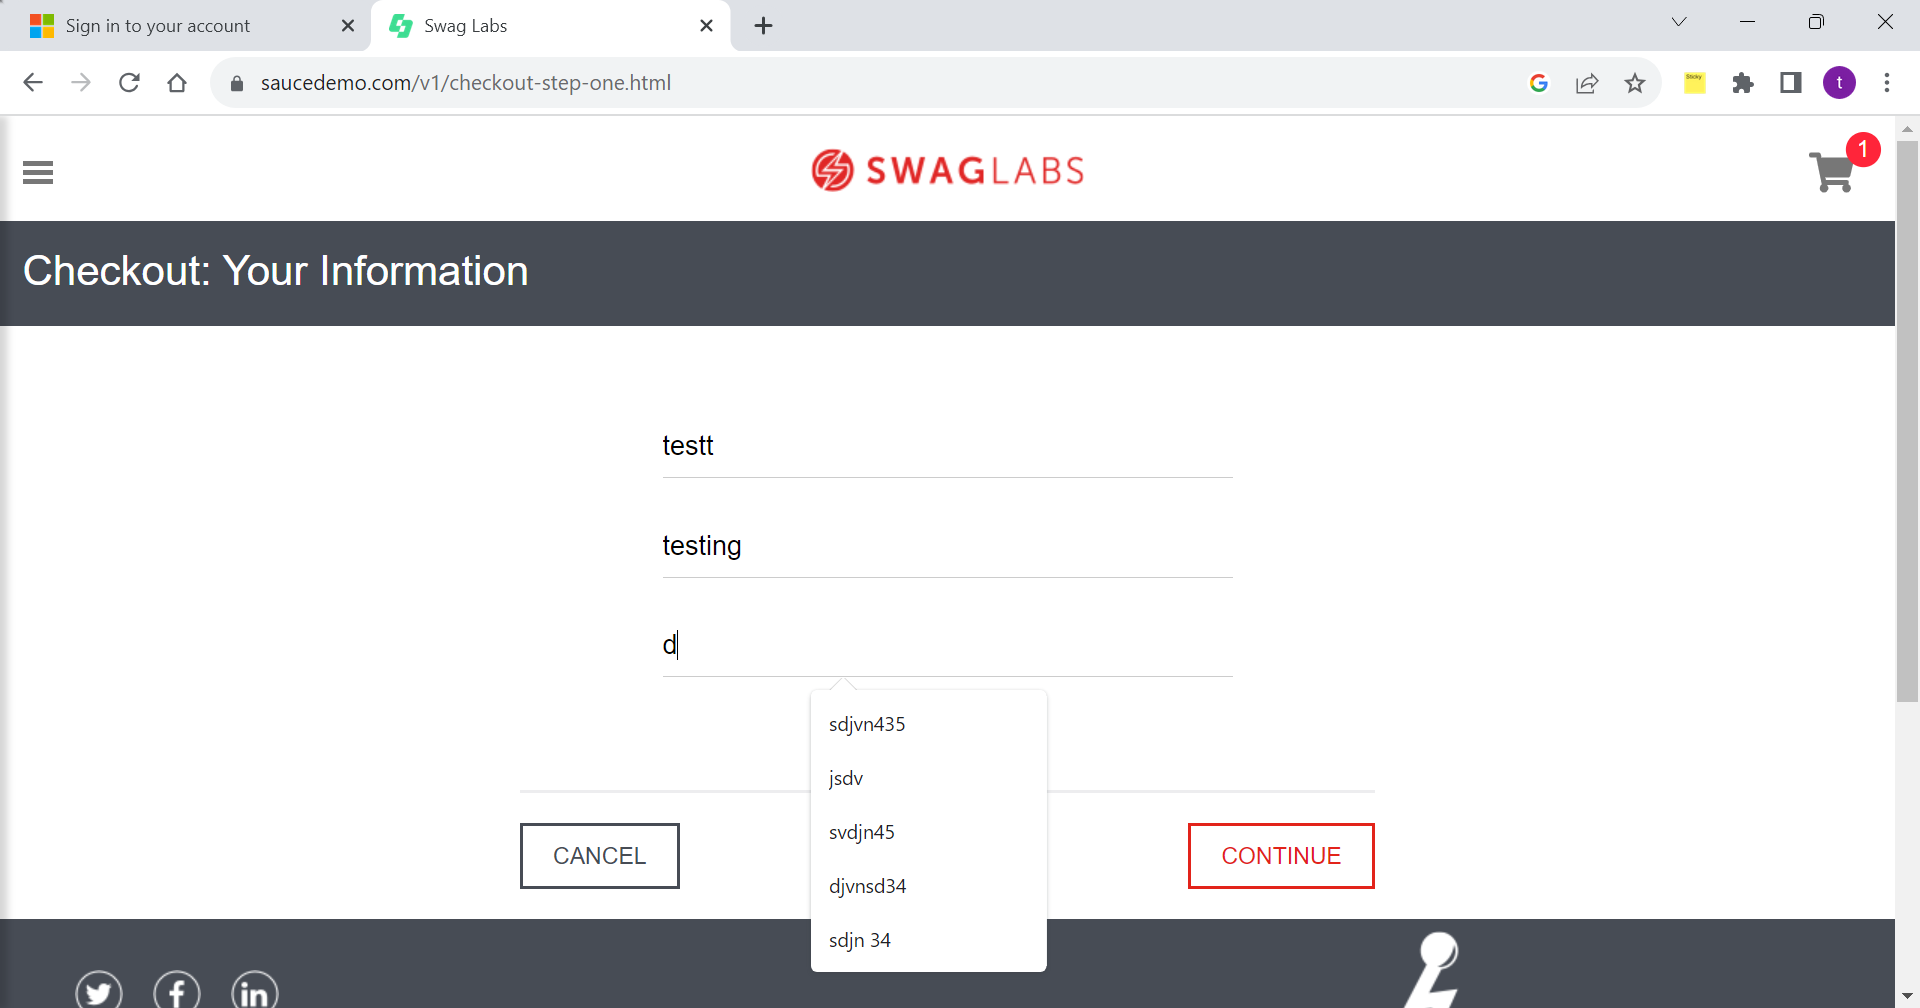 Sign in to your account
Swag Labs
saucedemo.com/v1/checkout-step-one.html
Sticky
t
SWAGLABS
1
Checkout: Your Information
testt
testing
d
sdjvn435
jsdv
svdjn45
djvnsd34
sdjn 34
CANCEL
CONTINUE